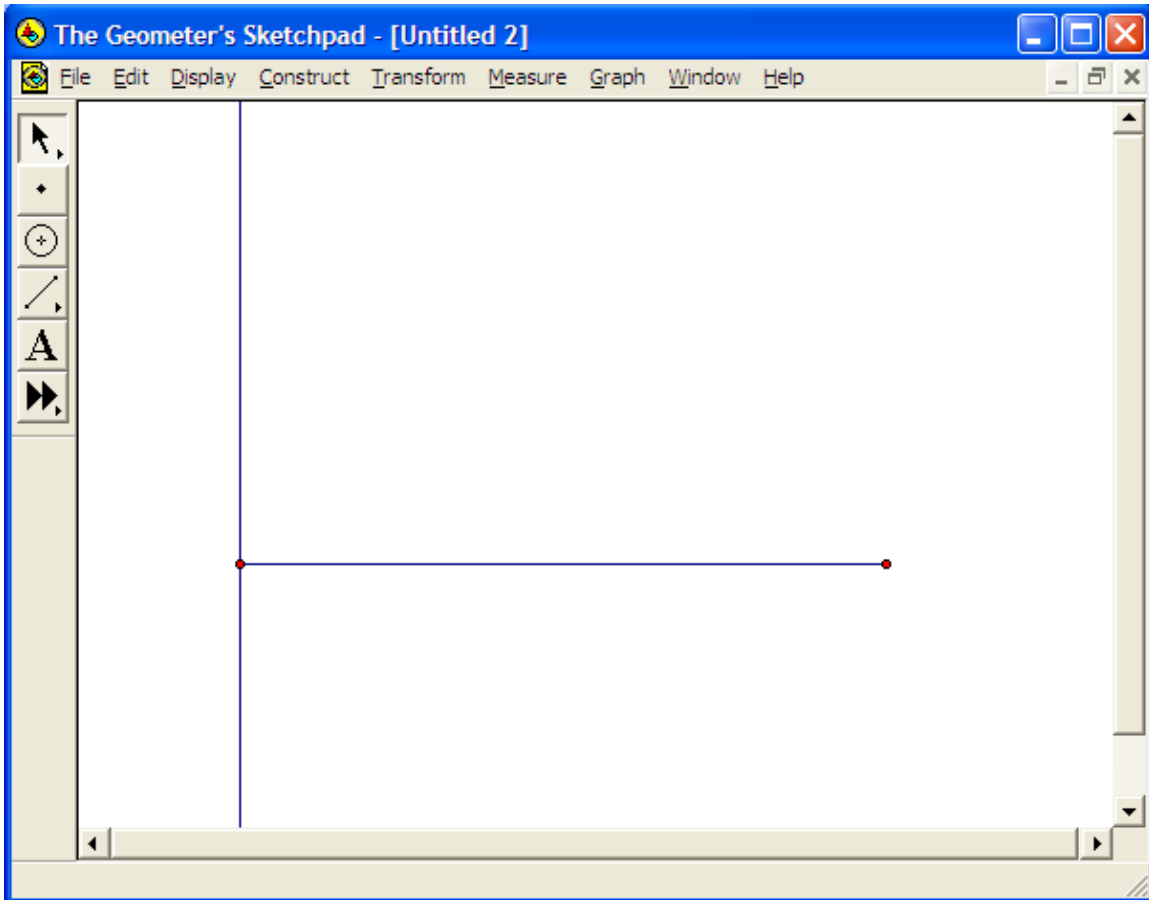 The Geometer's Sketchpad - [Untitled 2]
File Edit Display Construct Transform Measure Graph Window Help
A